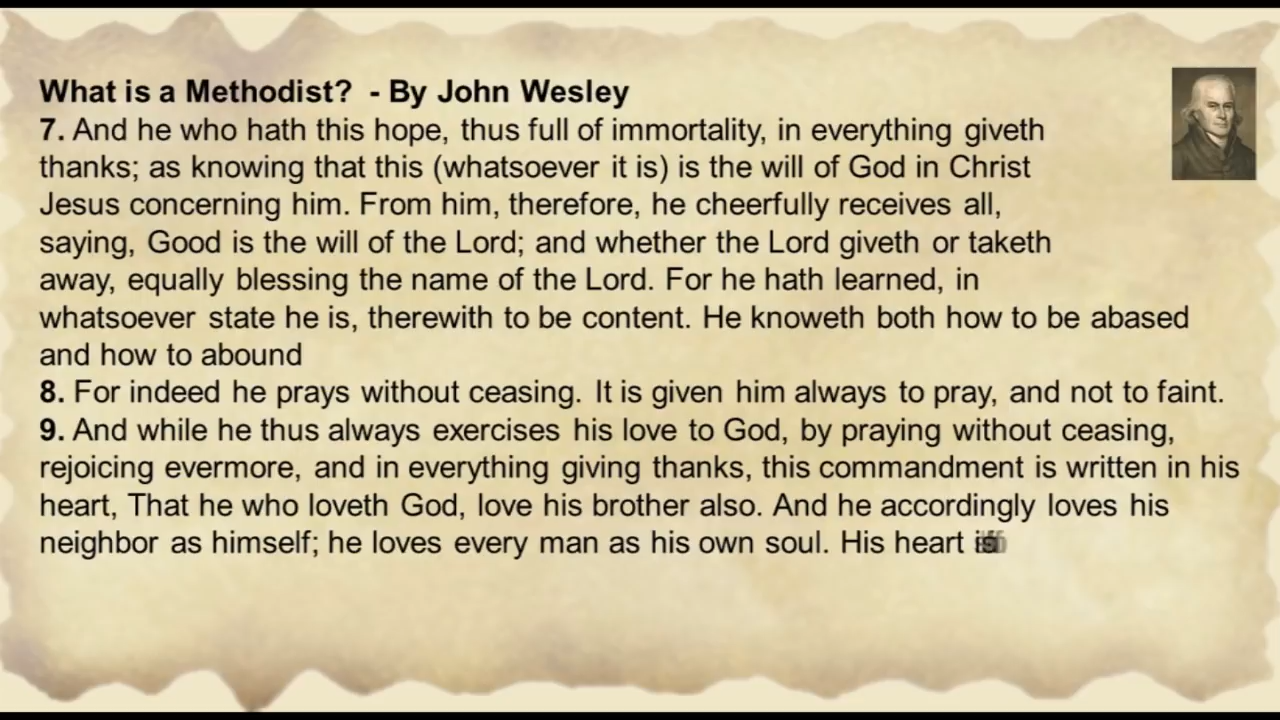 What is a Methodist?  - By John Wesley
7. And he who hath this hope, thus full of immortality, in everything giveth
thanks; as knowing that this (whatsoever it is) is the will of God in Christ
Jesus concerning him. From him, therefore, he cheerfully receives all,
saying, Good is the will of the Lord; and whether the Lord giveth or taketh
away, equally blessing the name of the Lord. For he hath learned, in
whatsoever state he is, therewith to be content. He knoweth both how to be abased
and how to abound
8. For indeed he prays without ceasing. It is given him always to pray, and not to faint.
9. And while he thus always exercises his love to God, by praying without ceasing,
rejoicing evermore, and in everything giving thanks, this commandment is written in his
heart, That he who loveth God, love his brother also. And he accordingly loves his
neighbor as himself; he loves every man as his own soul. His heart